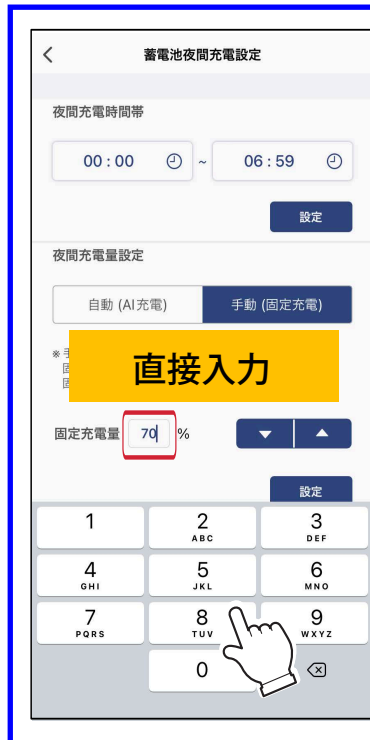 蓄電池夜間充電設定
夜間充電時間帯
00 : 00 ~ 06 : 59
設定
夜間充電量設定
自動 (AI充電) 手動 (固定充電)
直接入力
固定充電量 70 %
設定
1 2 3
ABC DEF
4 5 6
GHI JKL MNO
7 8 9
PQRS TUV WXYZ
0